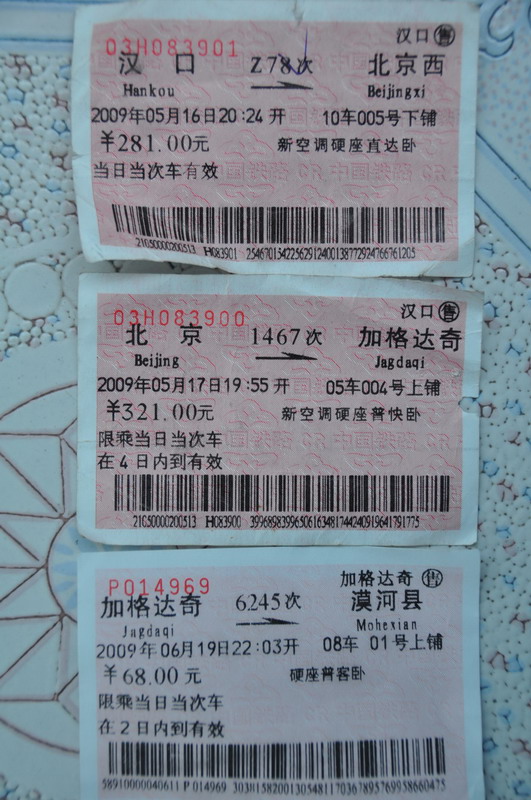 汉口 售
03H083901
汉口 Z78次 北京西
Hankou Beijingxi
2009年05月16日20:24开 10车005号下铺
¥281.00元 新空调硬座直达卧
当日当次车有效
21050000200513 H083901
汉口 售
03H083900
北京 1467次 加格达奇
Beijing Jagdaqi
2009年05月17日19:55开 05车004号上铺
¥321.00元 新空调硬座普快卧
限乘当日当次车
在4日内到有效
21050000200513 H083900
加格达奇 售
P014969
加格达奇 6245次 漠河县
Jagdaqi Mohexian
2009年06月19日22:03开 08车 01号上铺
¥68.00元 硬座普客卧
限乘当日当次车
在2日内到有效
58910000040611 P014969